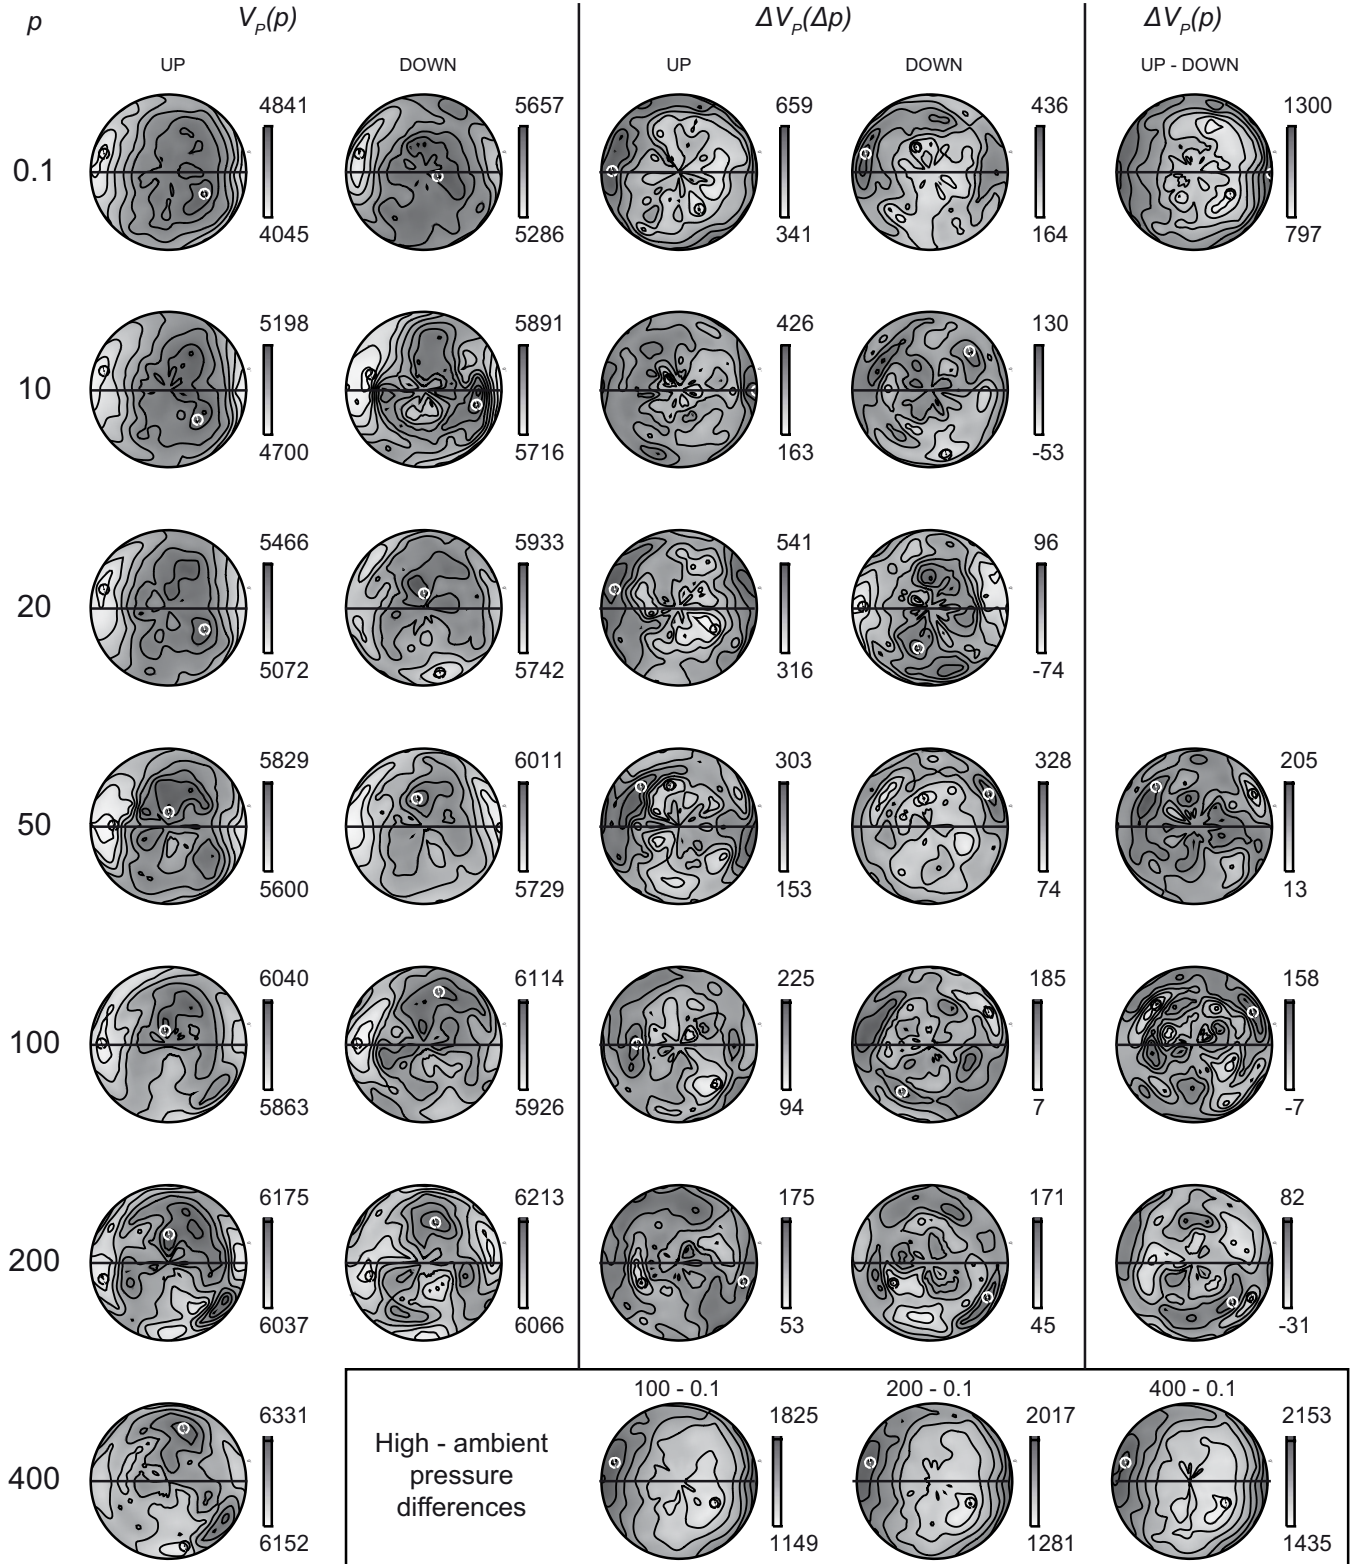 p V_P(p) ΔV_P(Δp) ΔV_P(p)
UP DOWN UP DOWN UP - DOWN
4841 5657 659 436 1300
0.1
4045 5286 341 164 797
5198 5891 426 130
10
4700 5716 163 -53
5466 5933 541 96
20
5072 5742 316 -74
5829 6011 303 328 205
50
5600 5729 153 74 13
6040 6114 225 185 158
100
5863 5926 94 7 -7
6175 6213 175 171 82
200
6037 6066 53 45 -31
100 - 0.1 200 - 0.1 400 - 0.1
6331 1825 2017 2153
400
High - ambient
pressure
differences
6152 1149 1281 1435